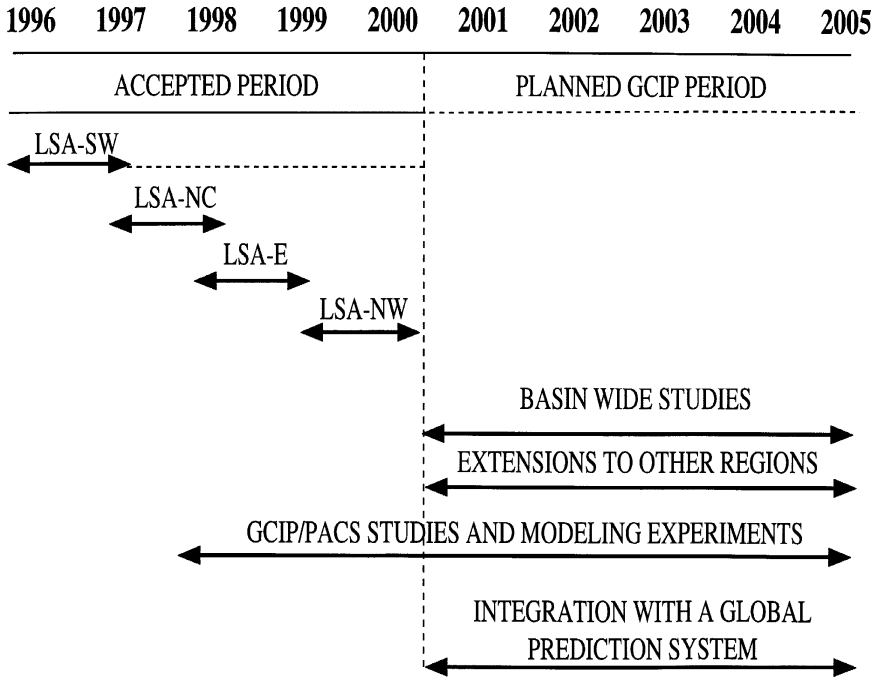 1996 1997 1998 1999 2000 2001 2002 2003 2004 2005
ACCEPTED PERIOD PLANNED GCIP PERIOD
LSA-SW
LSA-NC
LSA-E
LSA-NW
BASIN WIDE STUDIES
EXTENSIONS TO OTHER REGIONS
GCIP/PACS STUDIES AND MODELING EXPERIMENTS
INTEGRATION WITH A GLOBAL
PREDICTION SYSTEM